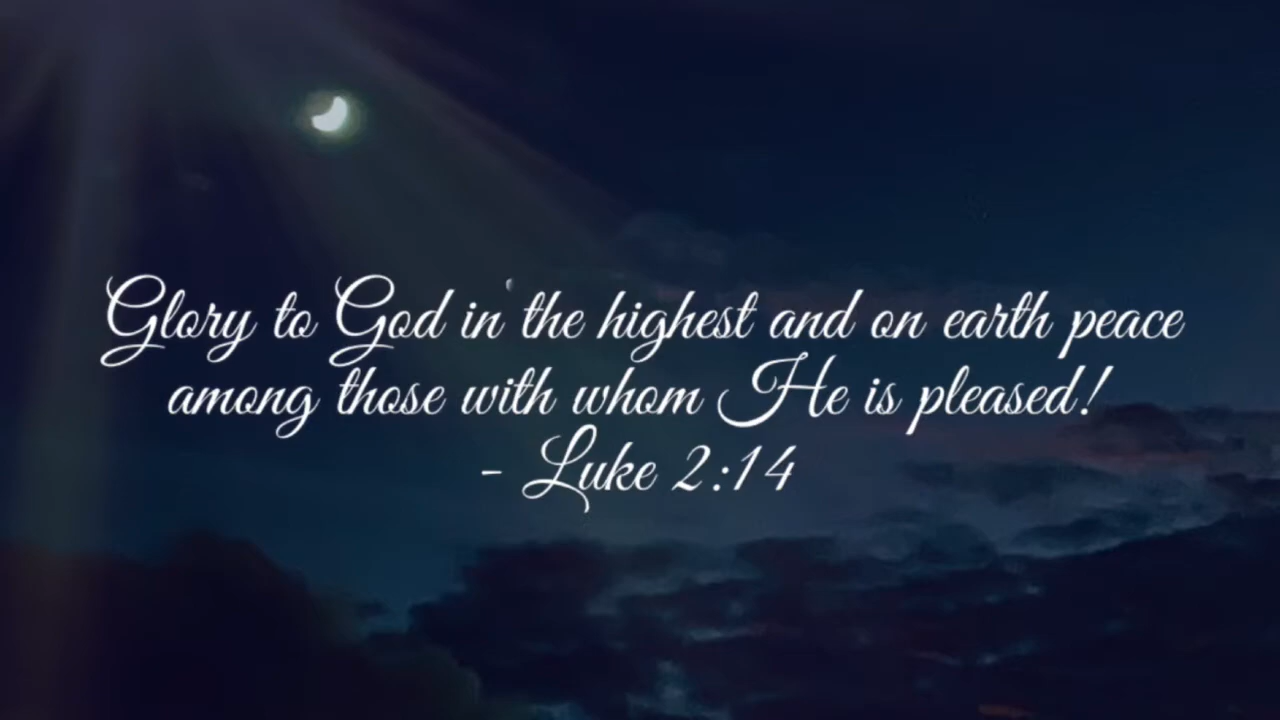 Glory to God in the highest and on earth peace
among those with whom He is pleased!
- Luke 2:14